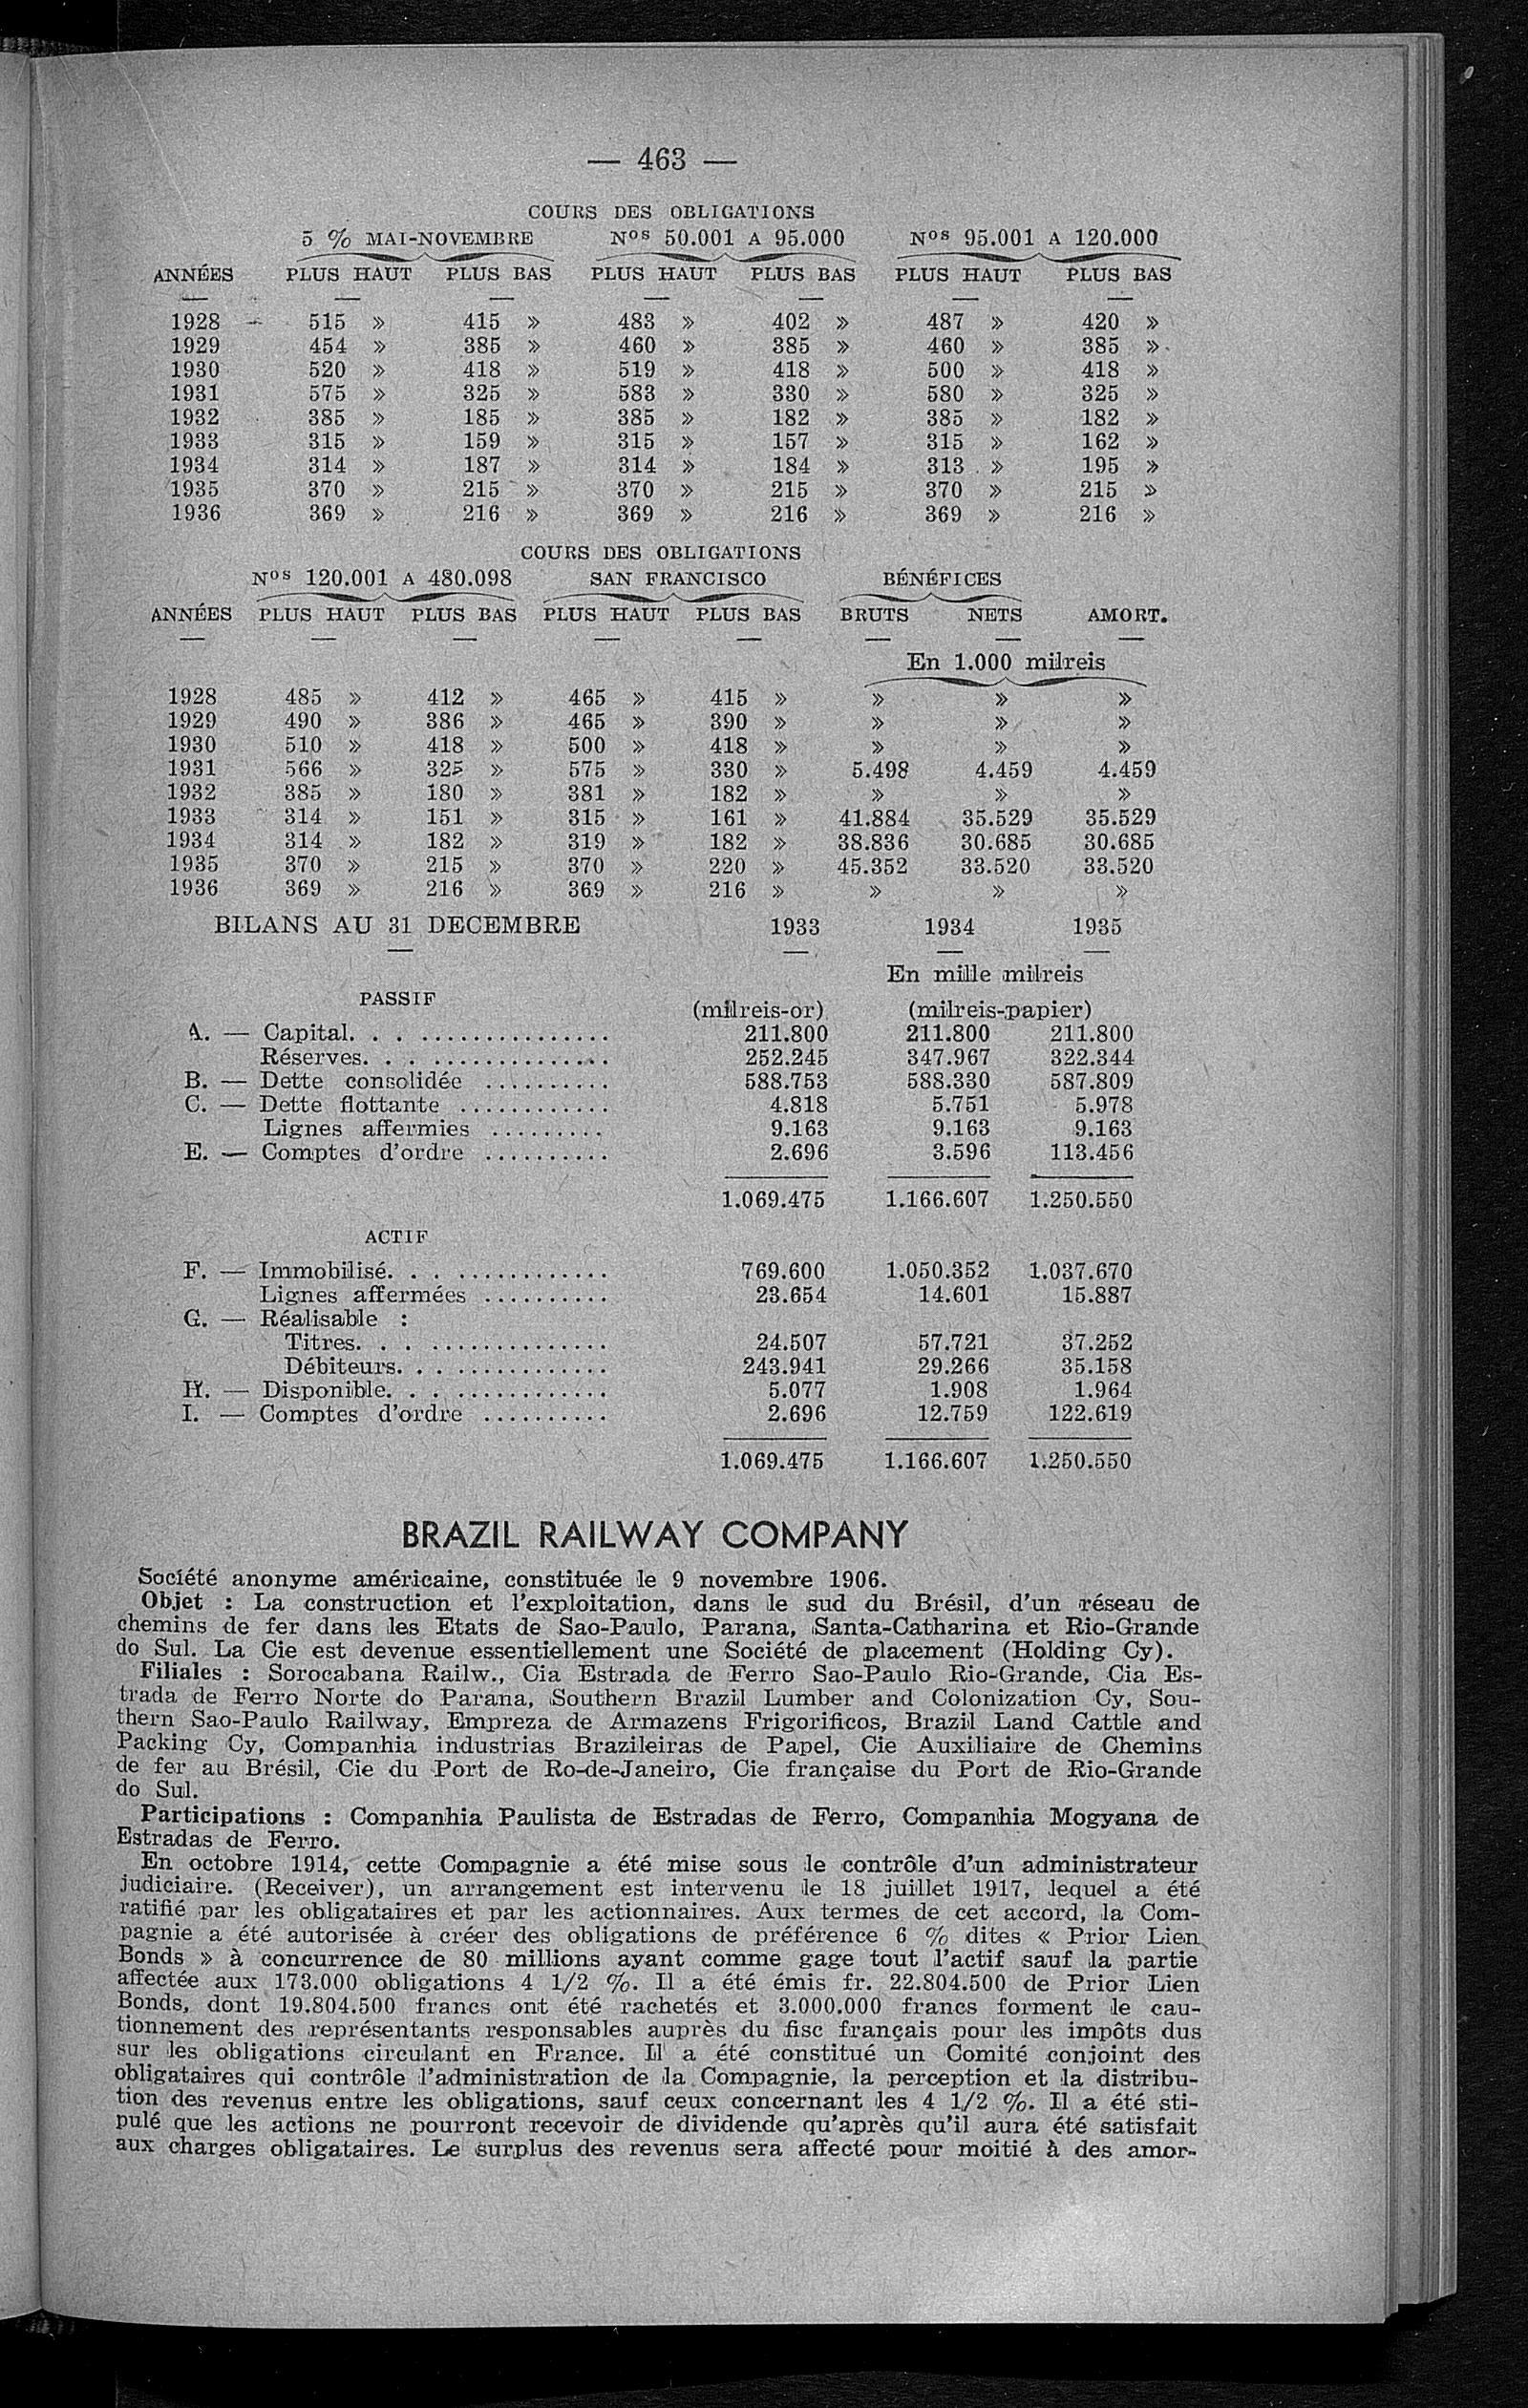 — 463 —
COURS DES OBLIGATIONS
5 % MAI-NOVEMBRE Nos 50.001 A 95.000 Nos 95.001 A 120.000
ANNÉES PLUS HAUT PLUS BAS PLUS HAUT PLUS BAS PLUS HAUT PLUS BAS
1928 515 » 415 » 483 » 402 » 487 » 420 »
1929 454 » 385 » 460 » 385 » 460 » 385 »
1930 520 » 418 » 519 » 418 » 500 » 418 »
1931 575 » 325 » 583 » 330 » 580 » 325 »
1932 385 » 185 » 385 » 182 » 385 » 182 »
1933 315 » 159 » 315 » 157 » 315 » 162 »
1934 314 » 187 » 314 » 184 » 313 » 195 »
1935 370 » 215 » 370 » 215 » 370 » 215 »
1936 369 » 216 » 369 » 216 » 369 » 216 »
COURS DES OBLIGATIONS
Nos 120.001 A 480.098 SAN FRANCISCO BÉNÉFICES
ANNÉES PLUS HAUT PLUS BAS PLUS HAUT PLUS BAS BRUTS NETS AMORT.
En 1.000 milreis
1928 485 » 412 » 465 » 415 » » » »
1929 490 » 386 » 465 » 390 » » » »
1930 510 » 418 » 500 » 418 » » » »
1931 566 » 325 » 575 » 330 » 5.498 4.459 4.459
1932 385 » 180 » 381 » 182 » » » »
1933 314 » 151 » 315 » 161 » 41.884 35.529 35.529
1934 314 » 182 » 319 » 182 » 38.836 30.685 30.685
1935 370 » 215 » 370 » 220 » 45.352 33.520 33.520
1936 369 » 216 » 369 » 216 » » » »
BILANS AU 31 DECEMBRE 1933 1934 1935
En mille milreis
PASSIF (milreis-or) (milreis-papier)
A. — Capital. . . ................ 211.800 211.800 211.800
Réserves. . . ................ 252.245 347.967 322.344
B. — Dette consolidée .......... 588.753 588.330 587.809
C. — Dette flottante ............ 4.818 5.751 5.978
Lignes affermies ......... 9.163 9.163 9.163
E. — Comptes d'ordre .......... 2.696 3.596 113.456
1.069.475 1.166.607 1.250.550
ACTIF
F. — Immobilisé. . . ............. 769.600 1.050.352 1.037.670
Lignes affermées .......... 23.654 14.601 15.887
G. — Réalisable :
Titres. . . ............... 24.507 57.721 37.252
Débiteurs. . . ............. 243.941 29.266 35.158
H. — Disponible. . . ............. 5.077 1.908 1.964
I. — Comptes d'ordre .......... 2.696 12.759 122.619
1.069.475 1.166.607 1.250.550
BRAZIL RAILWAY COMPANY
Société anonyme américaine, constituée le 9 novembre 1906.
Objet : La construction et l'exploitation, dans le sud du Brésil, d'un réseau de
chemins de fer dans les Etats de Sao-Paulo, Parana, Santa-Catharina et Rio-Grande
do Sul. La Cie est devenue essentiellement une Société de placement (Holding Cy).
Filiales : Sorocabana Railw., Cia Estrada de Ferro Sao-Paulo Rio-Grande, Cia Es-
trada de Ferro Norte do Parana, Southern Brazil Lumber and Colonization Cy, Sou-
thern Sao-Paulo Railway, Empreza de Armazens Frigorificos, Brazil Land Cattle and
Packing Cy, Companhia industrias Brazileiras de Papel, Cie Auxiliaire de Chemins
de fer au Brésil, Cie du Port de Ro-de-Janeiro, Cie française du Port de Rio-Grande
do Sul.
Participations : Companhia Paulista de Estradas de Ferro, Companhia Mogyana de
Estradas de Ferro.
En octobre 1914, cette Compagnie a été mise sous le contrôle d'un administrateur
judiciaire. (Receiver), un arrangement est intervenu le 18 juillet 1917, lequel a été
ratifié par les obligataires et par les actionnaires. Aux termes de cet accord, la Com-
pagnie a été autorisée à créer des obligations de préférence 6 % dites « Prior Lien
Bonds » à concurrence de 80 millions ayant comme gage tout l'actif sauf la partie
affectée aux 173.000 obligations 4 1/2 %. Il a été émis fr. 22.804.500 de Prior Lien
Bonds, dont 19.804.500 francs ont été rachetés et 3.000.000 francs forment le cau-
tionnement des représentants responsables auprès du fisc français pour les impôts dus
sur les obligations circulant en France. Il a été constitué un Comité conjoint des
obligataires qui contrôle l'administration de la Compagnie, la perception et la distribu-
tion des revenus entre les obligations, sauf ceux concernant les 4 1/2 %. Il a été sti-
pulé que les actions ne pourront recevoir de dividende qu'après qu'il aura été satisfait
aux charges obligataires. Le surplus des revenus sera affecté pour moitié à des amor-